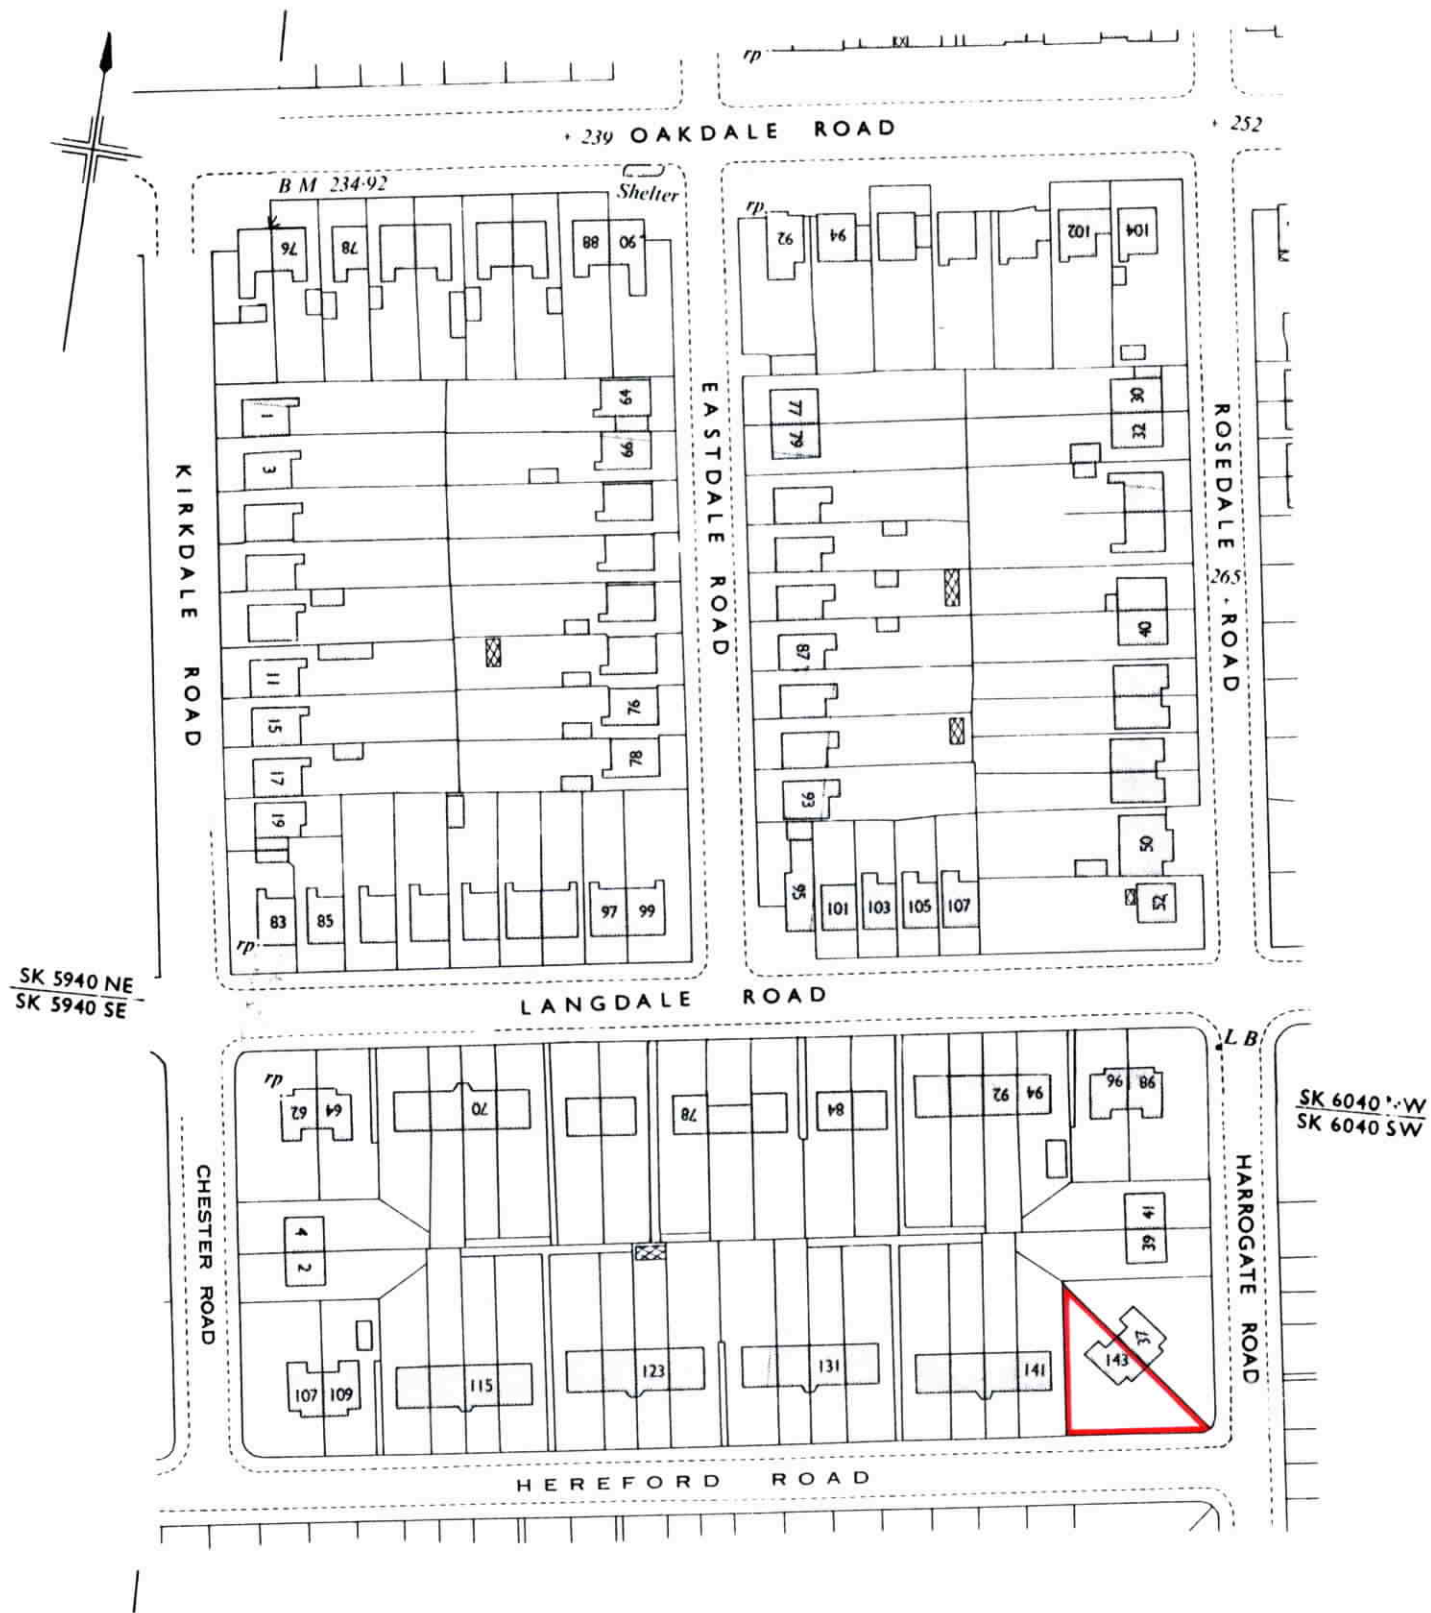 rp
+ 239 OAKDALE ROAD + 252
B M 234·92
Shelter
rp
76 78 88 90 92 94 102 104
1
3
11
15
17
19
64
66
76
78
77
79
87
93
95
30
32
40
50
52
KIRKDALE ROAD
EASTDALE ROAD
ROSEDALE ROAD
265 +
83 85 97 99 101 103 105 107
rp
SK 5940 NE
SK 5940 SE
LANGDALE ROAD
L B
rp
62 64 70 78 84 92 94 96 98
SK 6040 NW
SK 6040 SW
CHESTER ROAD
HARROGATE ROAD
4
2
41
39
37
107 109 115 123 131 141 143
HEREFORD ROAD